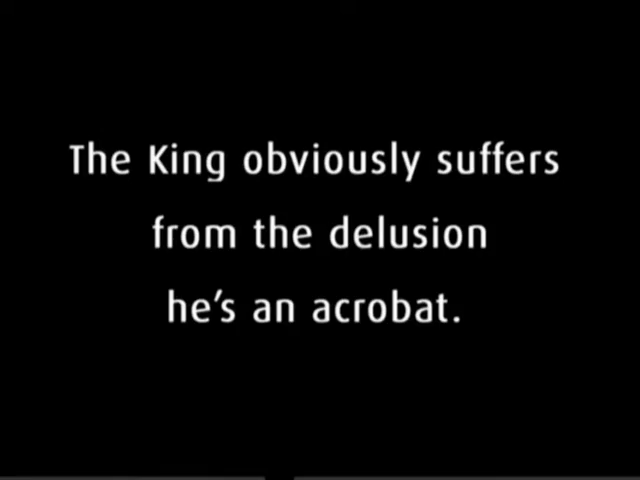 The King obviously suffers
from the delusion
he's an acrobat.